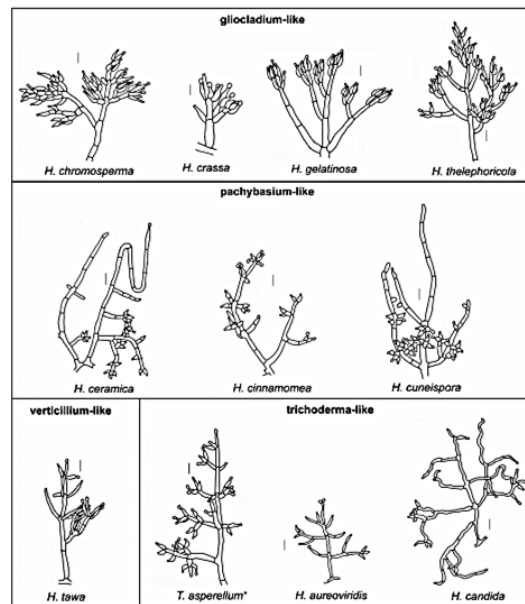 gliocladium-like
H. chromosperma
H. crassa
H. gelatinosa
H. thelephoricola
pachybasium-like
H. ceramica
H. cinnamomea
H. cuneispora
verticillium-like
trichoderma-like
H. tawa
T. asperellum*
H. aureoviridis
H. candida